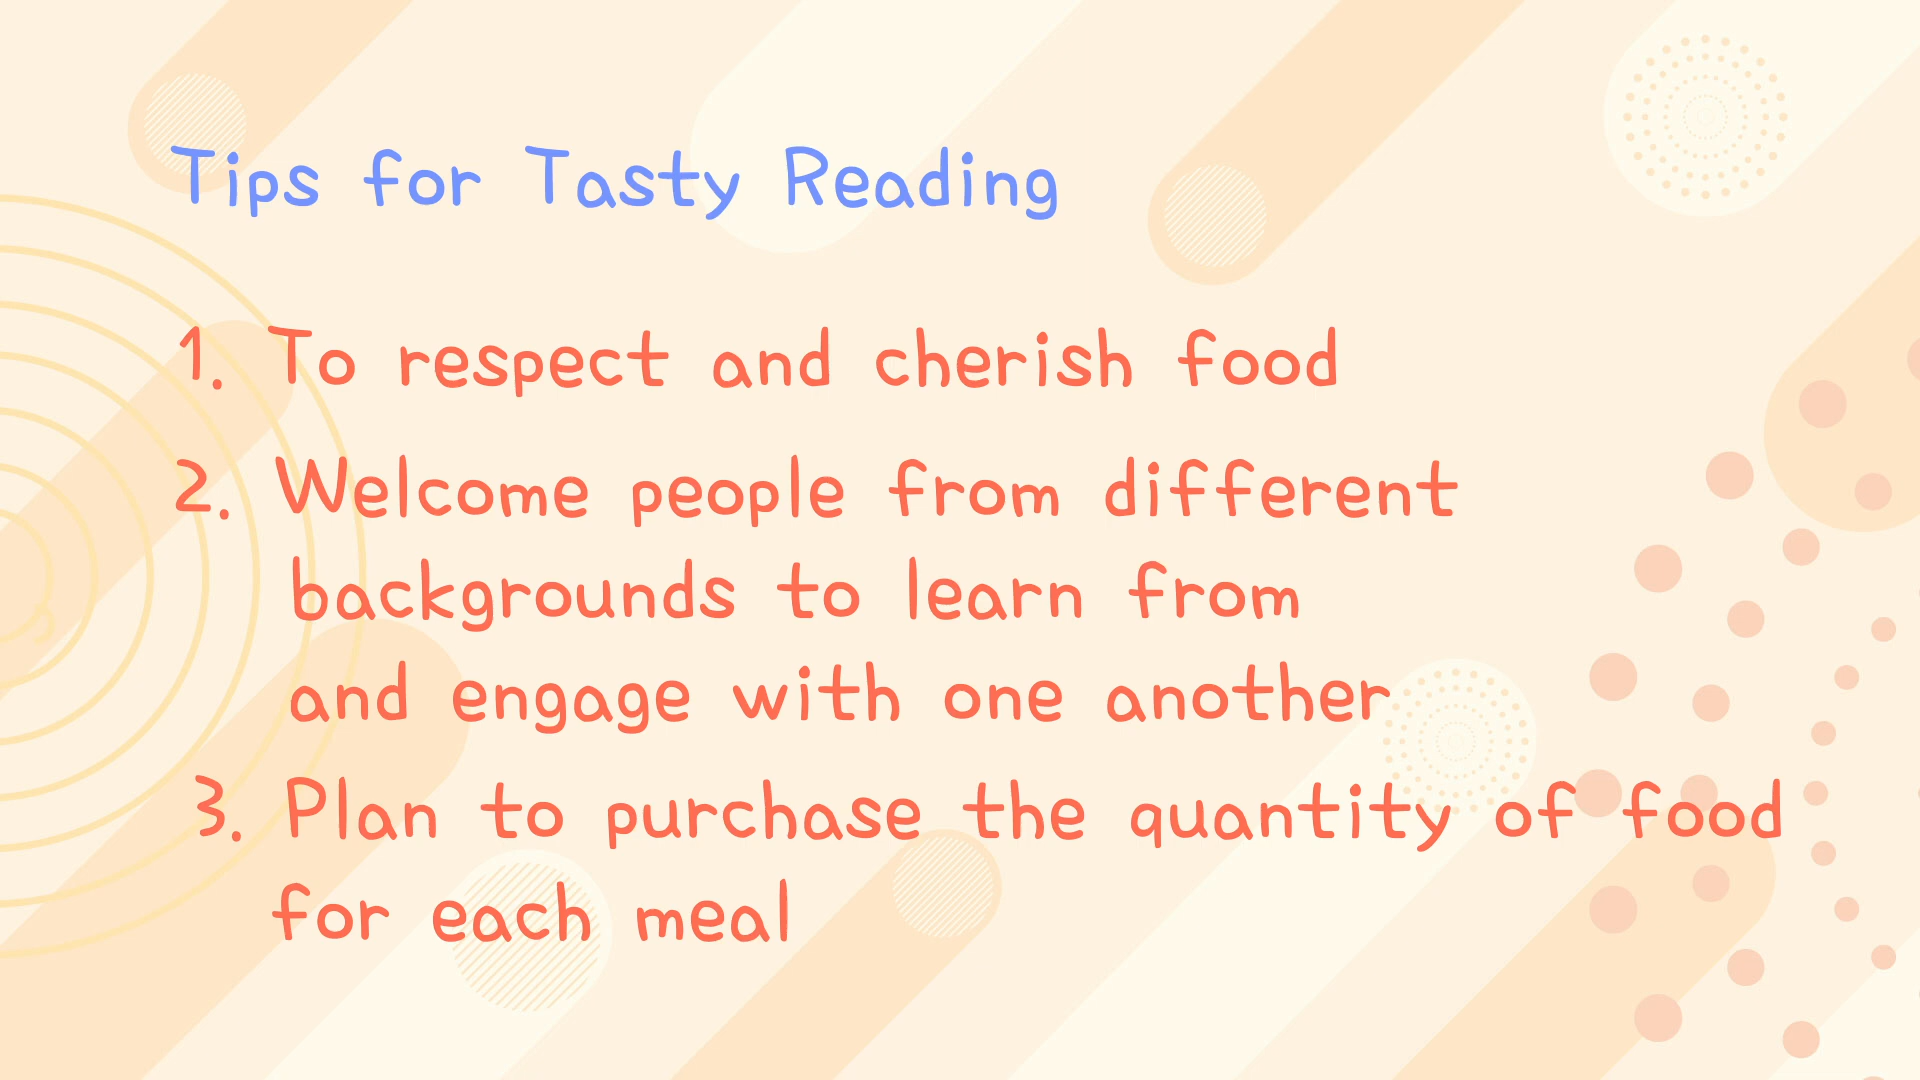 Tips for Tasty Reading
1. To respect and cherish food
2. Welcome people from different
backgrounds to learn from
and engage with one another
3. Plan to purchase the quantity of food
for each meal